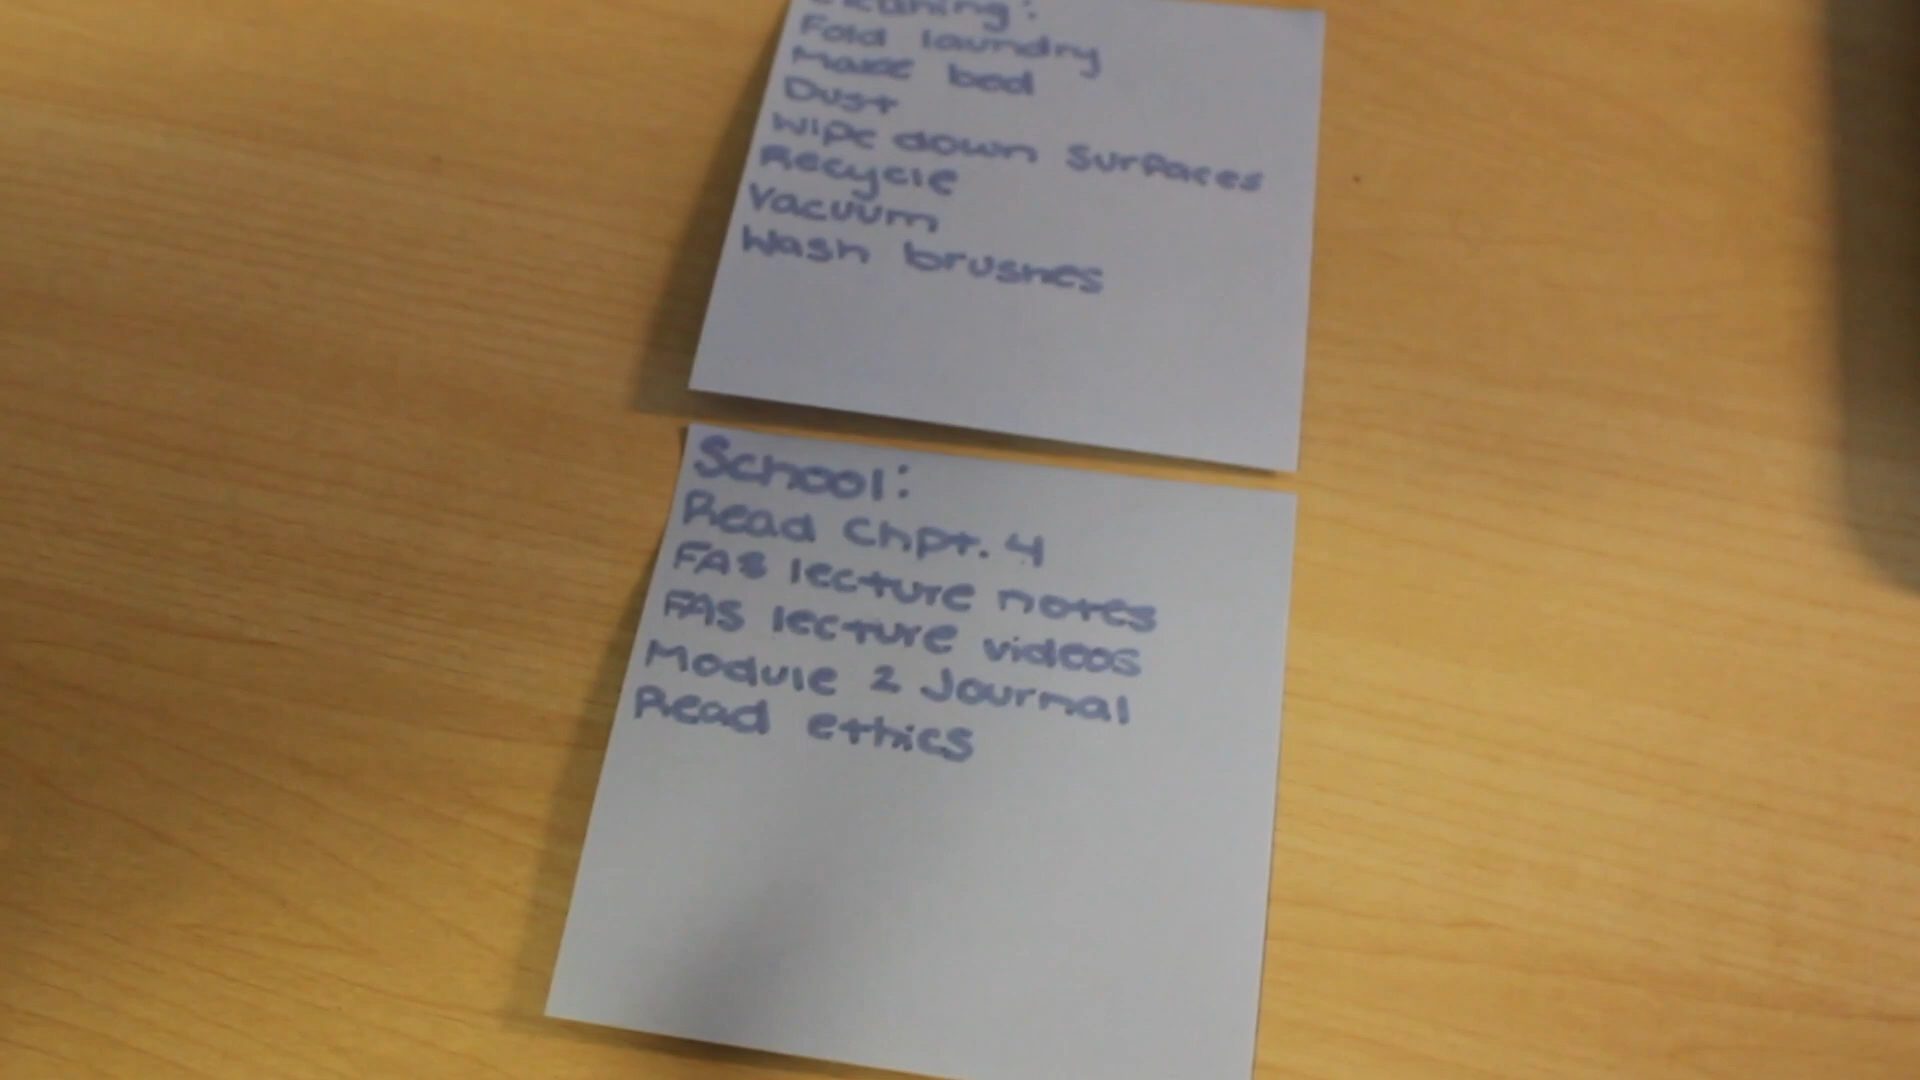 Cleaning:
Fold laundry
Make bed
Dust
Wipe down surfaces
Recycle
Vacuum
Wash brushes
School:
Read Chpt. 4
FAS lecture notes
FAS lecture videos
Module 2 Journal
Read ethics